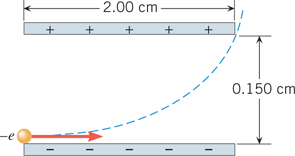 2.00 cm
+ + + + +
0.150 cm
–e
– – – – –